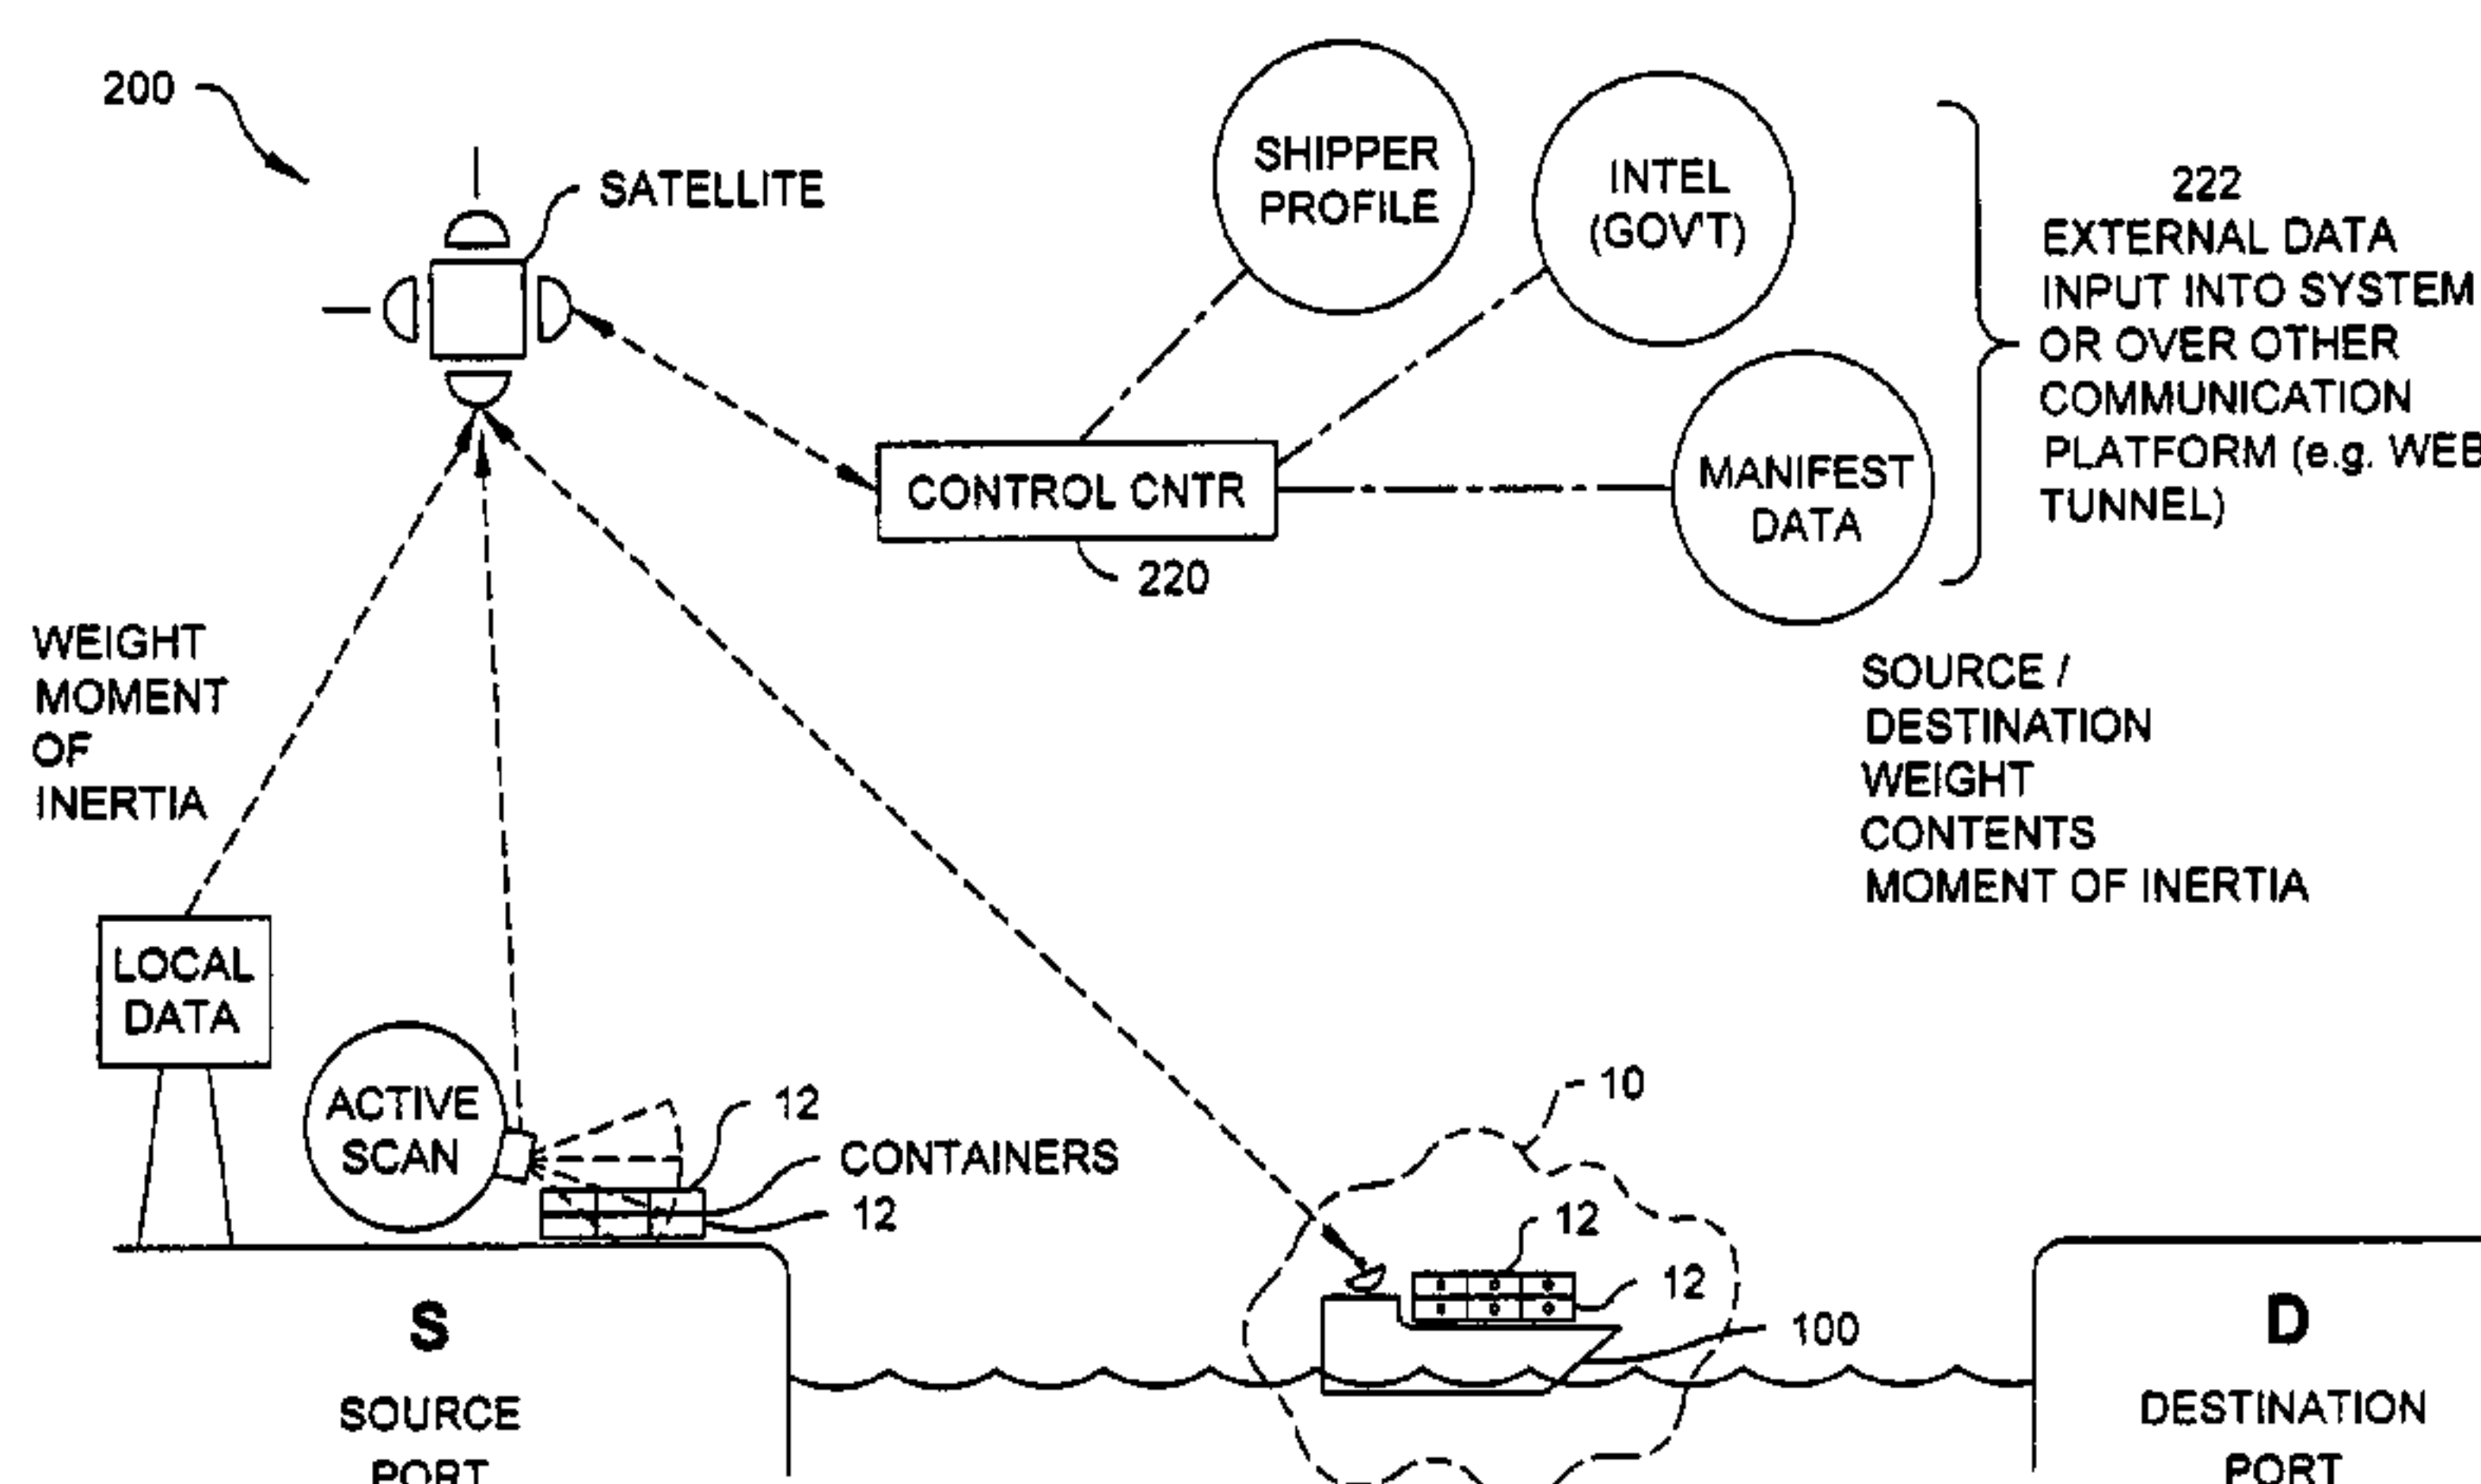 200
SATELLITE
SHIPPER
PROFILE
INTEL
(GOV'T)
222
EXTERNAL DATA
INPUT INTO SYSTEM
OR OVER OTHER
COMMUNICATION
PLATFORM (e.g. WEB
TUNNEL)
CONTROL CNTR
220
MANIFEST
DATA
WEIGHT
MOMENT
OF
INERTIA
SOURCE /
DESTINATION
WEIGHT
CONTENTS
MOMENT OF INERTIA
LOCAL
DATA
ACTIVE
SCAN
12
CONTAINERS
12
10
12
12
100
S
SOURCE
PORT
D
DESTINATION
PORT